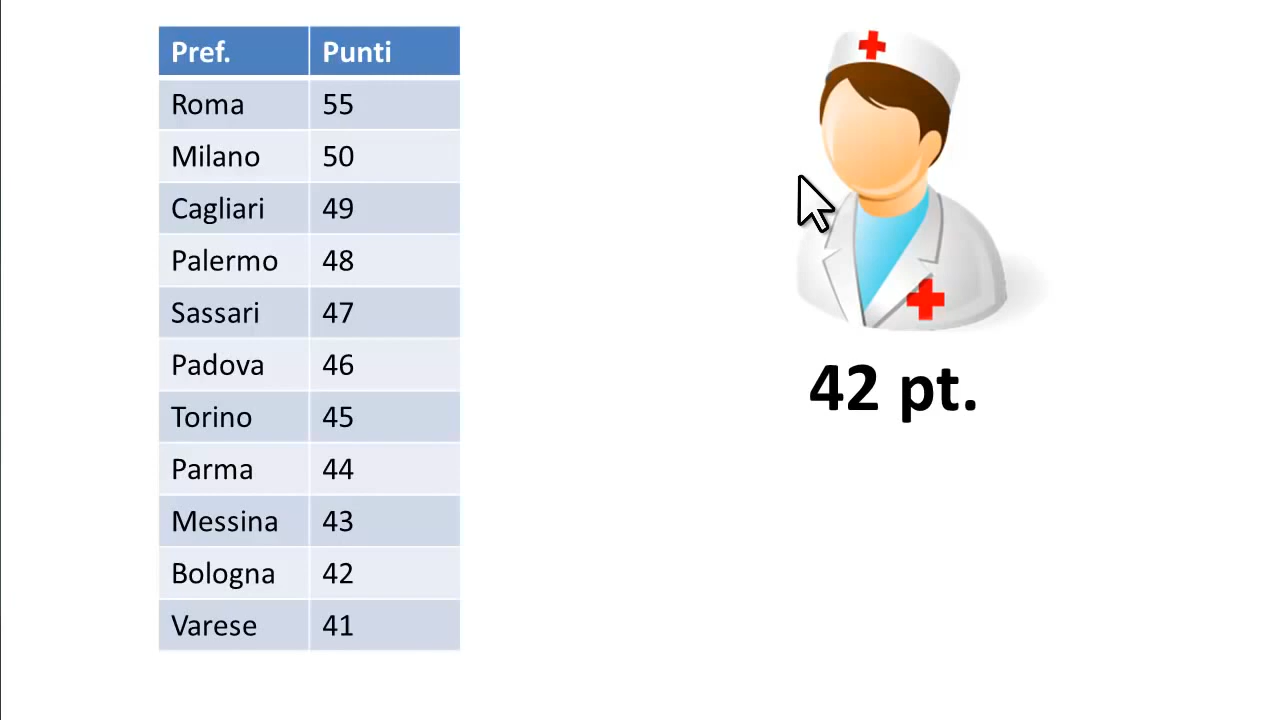 Pref. Punti
Roma 55
Milano 50
Cagliari 49
Palermo 48
Sassari 47
Padova 46
Torino 45
Parma 44
Messina 43
Bologna 42
Varese 41
42 pt.